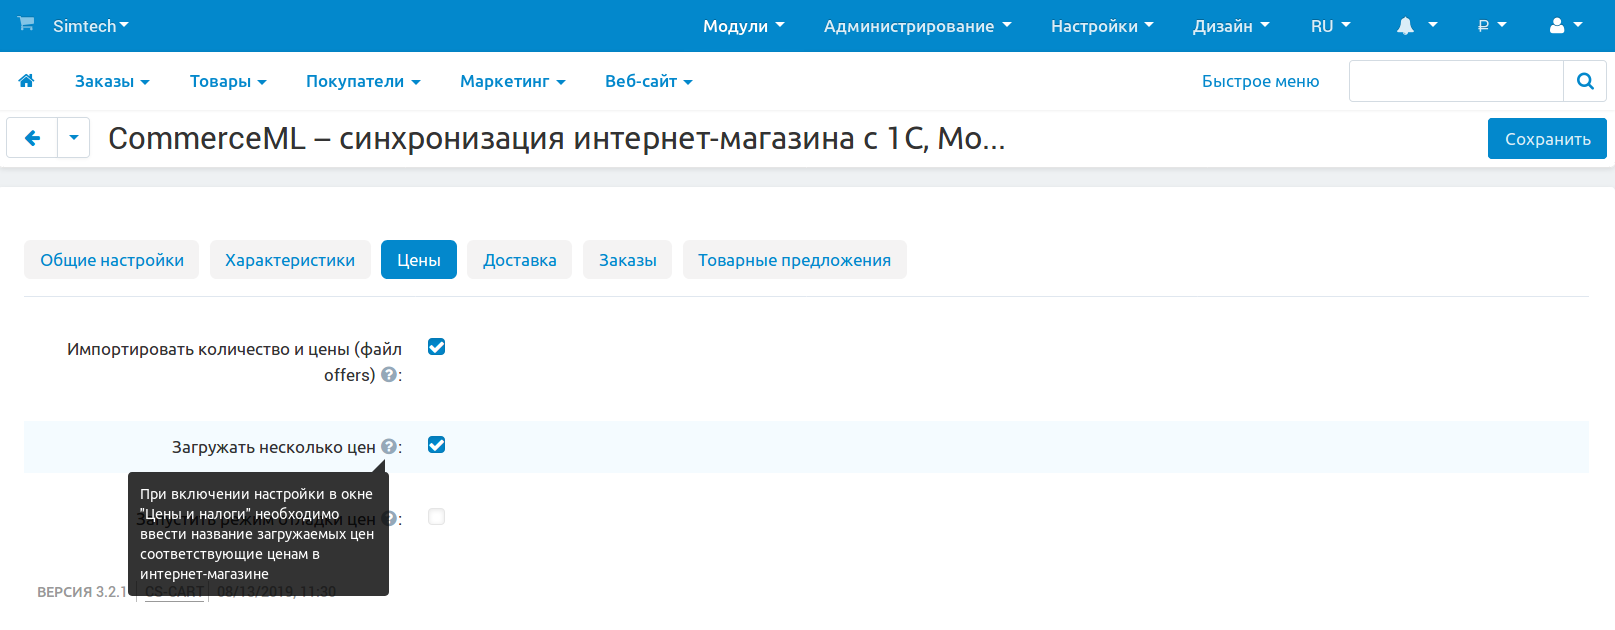 Simtech
Модули Администрирование Настройки Дизайн RU ₽
Заказы Товары Покупатели Маркетинг Веб-сайт Быстрое меню
CommerceML – синхронизация интернет-магазина с 1С, Мо... Сохранить
Общие настройки Характеристики Цены Доставка Заказы Товарные предложения
Импортировать количество и цены (файл
offers) ?:
Загружать несколько цен ?:
При включении настройки в окне
"Цены и налоги" необходимо
ввести название загружаемых цен
соответствующие ценам в
интернет-магазине
Запустить режим отладки цен ?:
ВЕРСИЯ 3.2.1 CS-CART 08/13/2019, 11:30